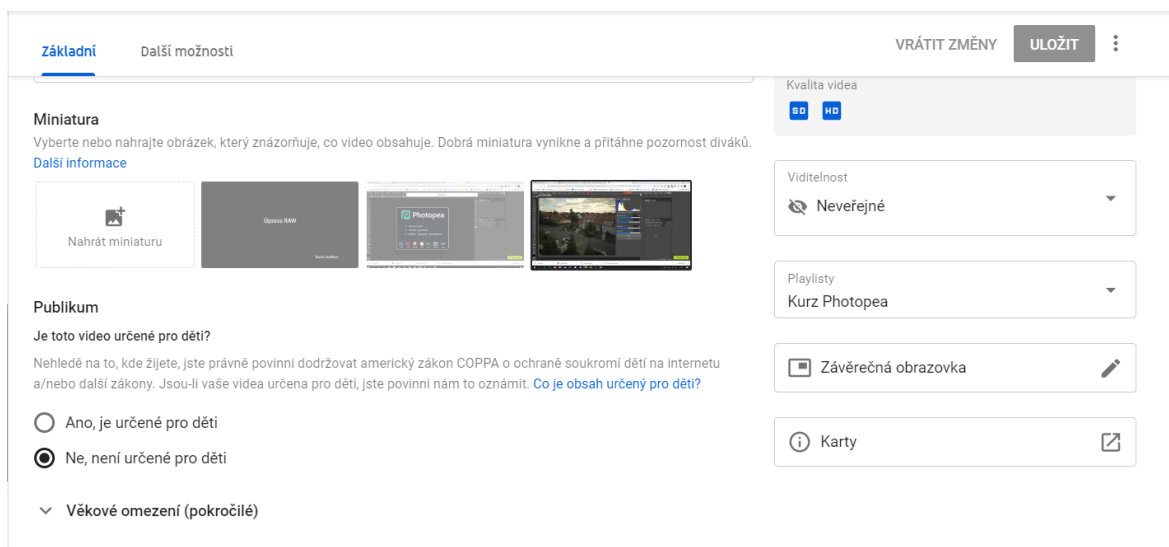 Základní
Další možnosti
VRÁTIT ZMĚNY
ULOŽIT
Miniatura
Vyberte nebo nahrajte obrázek, který znázorňuje, co video obsahuje. Dobrá miniatura vynikne a přitáhne pozornost diváků.
Další informace
Nahrát miniaturu
Úprava RAW
Photopea
Publikum
Je toto video určené pro děti?
Nehledě na to, kde žijete, jste právně povinni dodržovat americký zákon COPPA o ochraně soukromí dětí na internetu
a/nebo další zákony. Jsou-li vaše videa určena pro děti, jste povinni nám to oznámit. Co je obsah určený pro děti?
Ano, je určené pro děti
Ne, není určené pro děti
Věkové omezení (pokročilé)
Kvalita videa
SD HD
Viditelnost
Neveřejné
Playlisty
Kurz Photopea
Závěrečná obrazovka
Karty